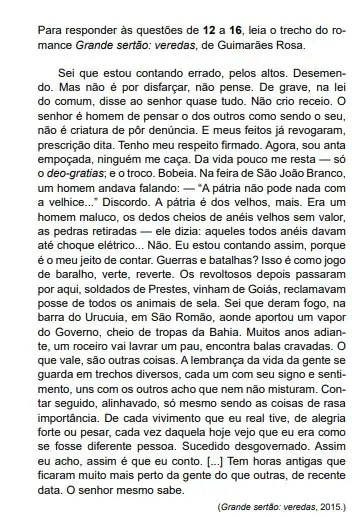 Para responder às questões de 12 a 16, leia o trecho do ro-
mance Grande sertão: veredas, de Guimarães Rosa.
Sei que estou contando errado, pelos altos. Desemen-
do. Mas não é por disfarçar, não pense. De grave, na lei
do comum, disse ao senhor quase tudo. Não crio receio. O
senhor é homem de pensar o dos outros como sendo o seu,
não é criatura de pôr denúncia. E meus feitos já revogaram,
prescrição dita. Tenho meu respeito firmado. Agora, sou anta
empoçada, ninguém me caça. Da vida pouco me resta — só
o deo-gratias; e o troco. Bobeia. Na feira de São João Branco,
um homem andava falando: — "A pátria não pode nada com
a velhice..." Discordo. A pátria é dos velhos, mais. Era um
homem maluco, os dedos cheios de anéis velhos sem valor,
as pedras retiradas — ele dizia: aqueles todos anéis davam
até choque elétrico... Não. Eu estou contando assim, porque
é o meu jeito de contar. Guerras e batalhas? Isso é como jogo
de baralho, verte, reverte. Os revoltosos depois passaram
por aqui, soldados de Prestes, vinham de Goiás, reclamavam
posse de todos os animais de sela. Sei que deram fogo, na
barra do Urucuia, em São Romão, aonde aportou um vapor
do Governo, cheio de tropas da Bahia. Muitos anos adian-
te, um roceiro vai lavrar um pau, encontra balas cravadas. O
que vale, são outras coisas. A lembrança da vida da gente se
guarda em trechos diversos, cada um com seu signo e senti-
mento, uns com os outros acho que nem não misturam. Con-
tar seguido, alinhavado, só mesmo sendo as coisas de rasa
importância. De cada vivimento que eu real tive, de alegria
forte ou pesar, cada vez daquela hoje vejo que eu era como
se fosse diferente pessoa. Sucedido desgovernado. Assim
eu acho, assim é que eu conto. [...] Tem horas antigas que
ficaram muito mais perto da gente do que outras, de recente
data. O senhor mesmo sabe.
(Grande sertão: veredas, 2015.)